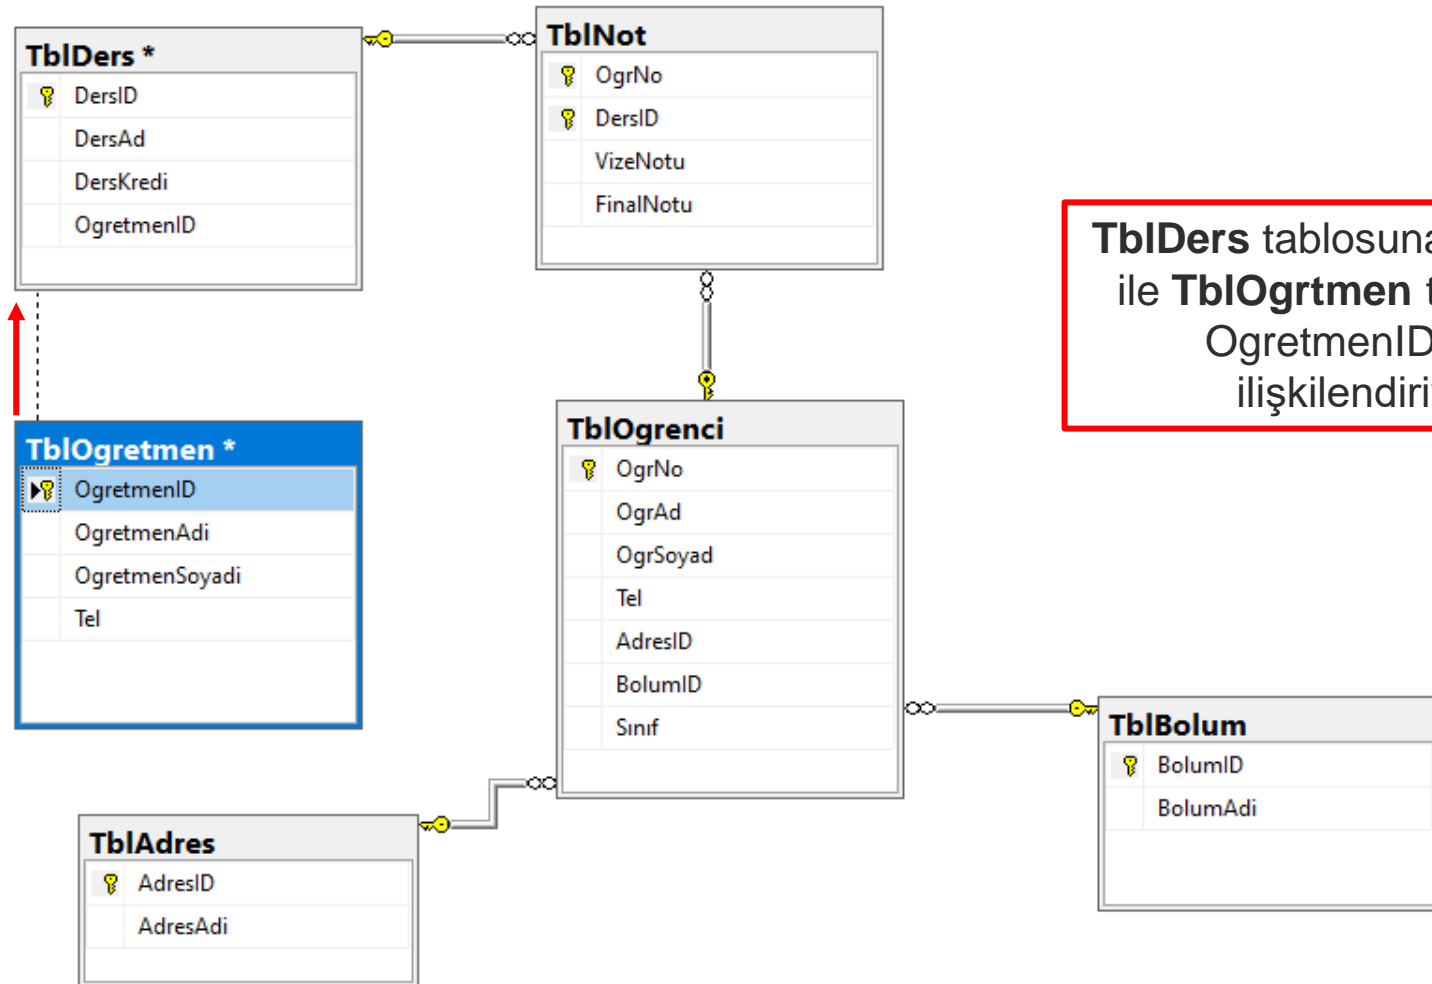 TblDers *
DersID
DersAd
DersKredi
OgretmenID
TblNot
OgrNo
DersID
VizeNotu
FinalNotu
TblDers tablosuna
ile TblOgrtmen
OgretmenID
TblOgretmen *
OgretmenID
OgretmenAdi
OgretmenSoyadi
Tel
TblOgrenci
OgrNo
OgrAd
OgrSoyad
Tel
AdresID
BolumID
Sınıf
TblBolum
BolumID
BolumAdi
TblAdres
AdresID
AdresAdi